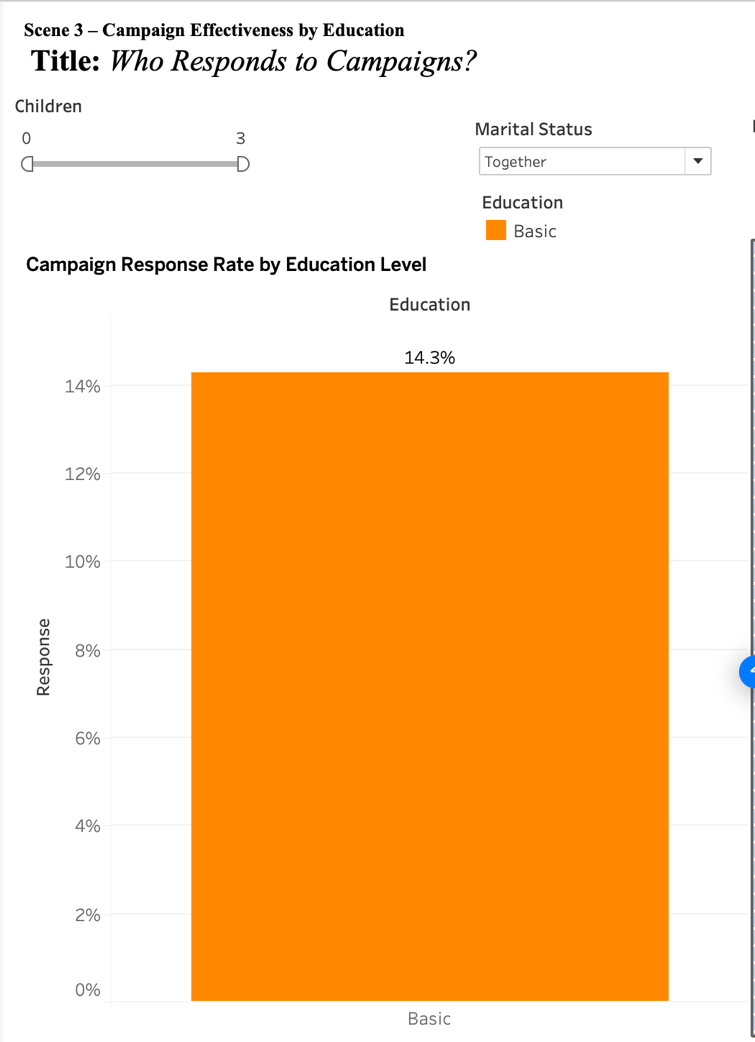 Scene 3 – Campaign Effectiveness by Education
Title: Who Responds to Campaigns?
Children
0 3
Marital Status
Together
Education
Basic
Campaign Response Rate by Education Level
Education
14.3%
14%
12%
10%
8%
6%
4%
2%
0%
Response
Basic